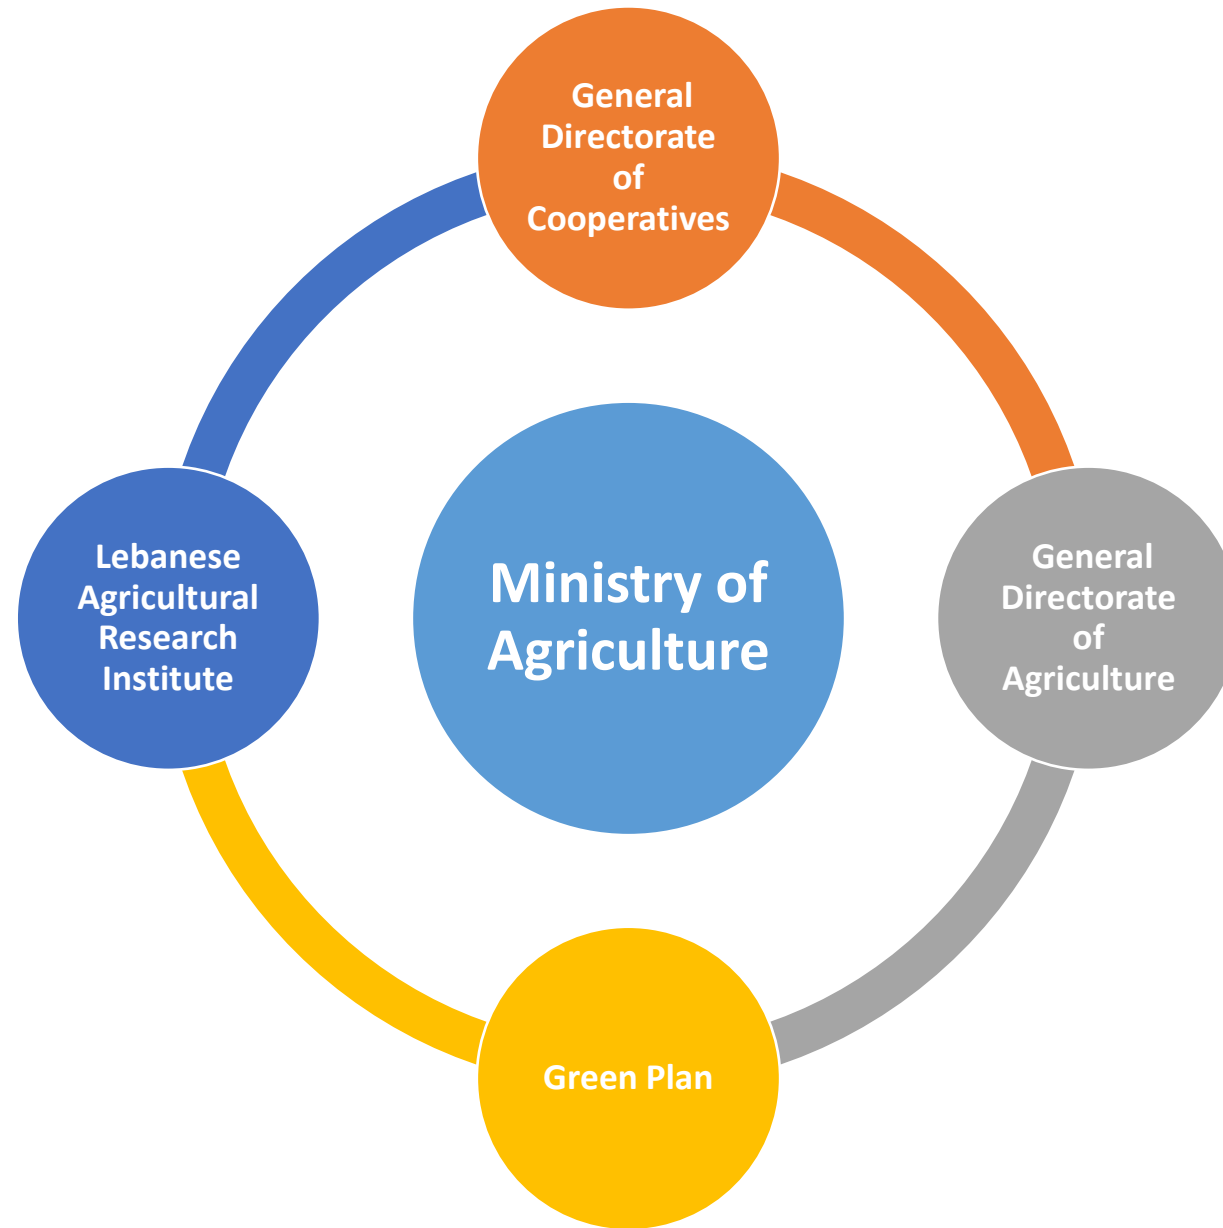 General
Directorate
of
Cooperatives
Lebanese
Agricultural
Research
Institute
Ministry of
Agriculture
General
Directorate
of
Agriculture
Green Plan